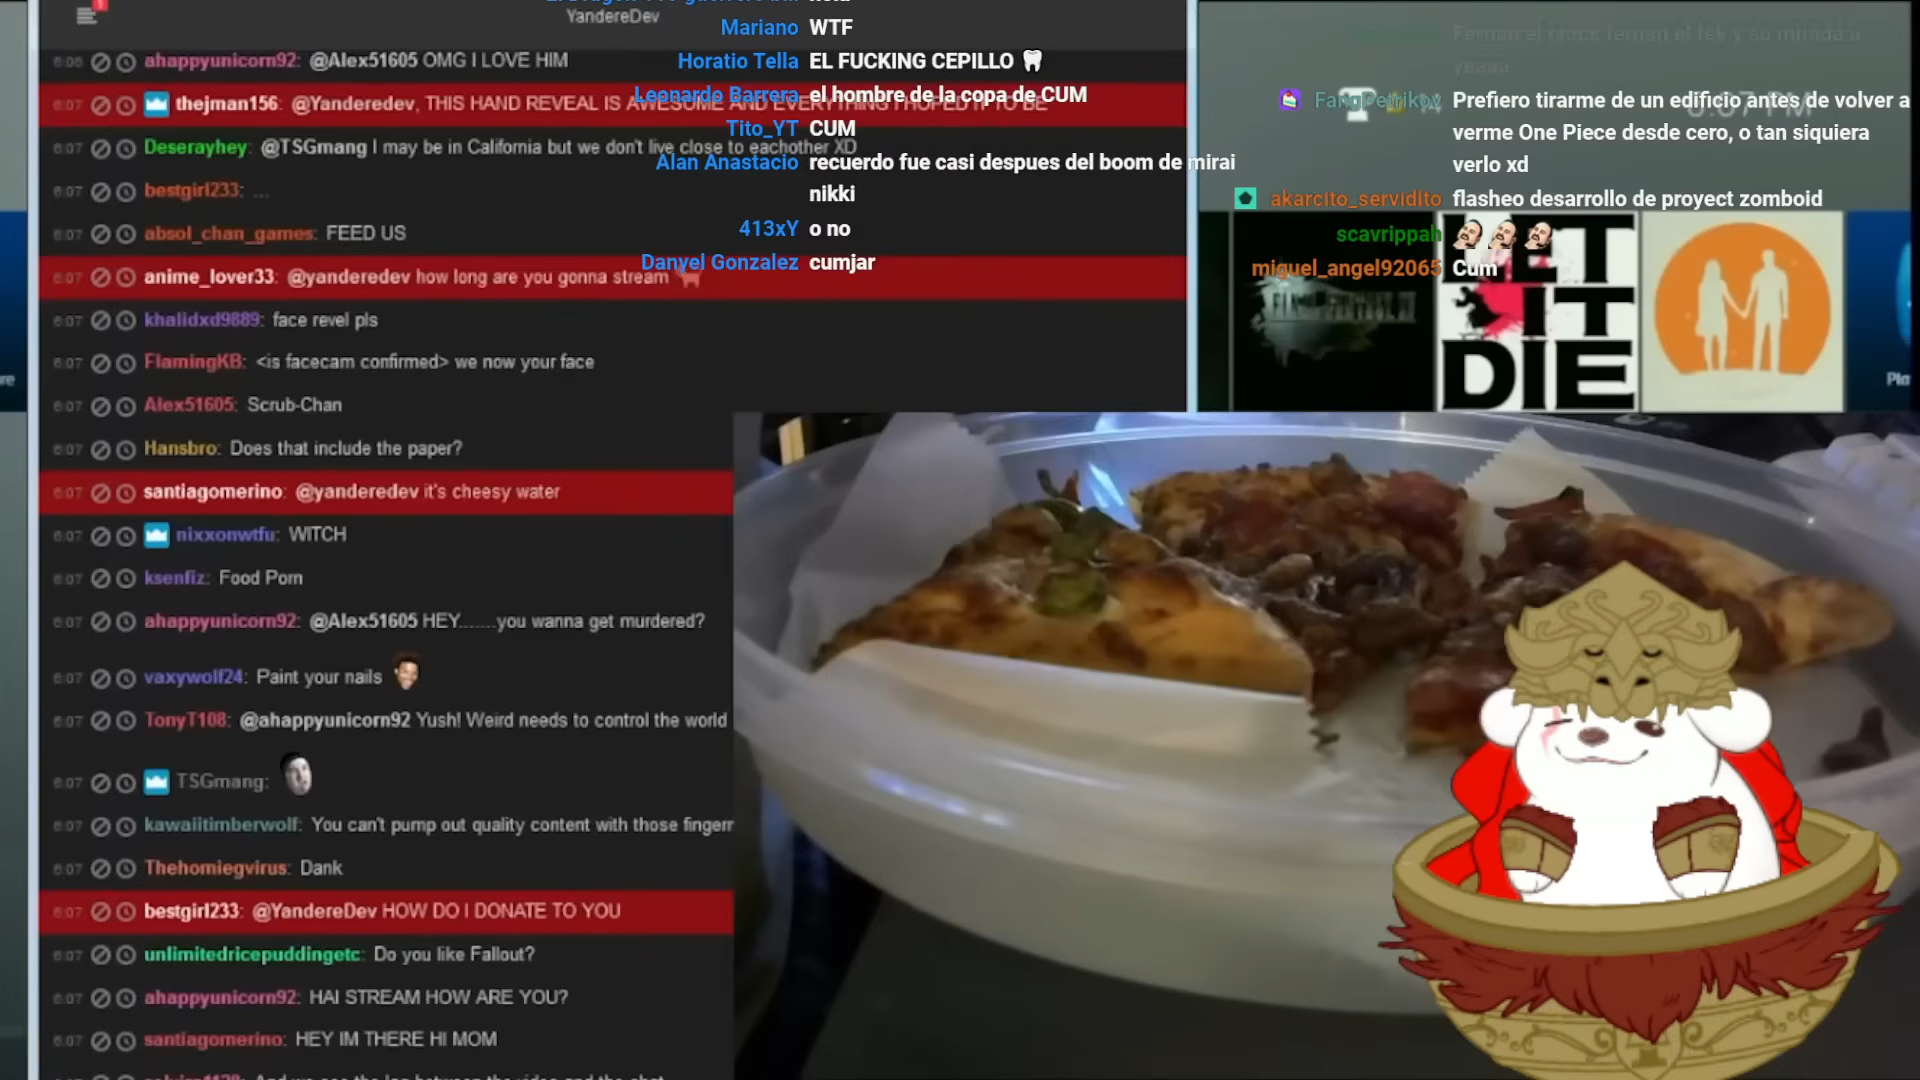 YandereDev
6:06 ahappyunicorn92: @Alex51605 OMG I LOVE HIM
6:07 thejman156: @Yanderedev, THIS HAND REVEAL IS AWESOME AND EVERYTHING I HOPED IT TO BE
6:07 Deserayhey: @TSGmang I may be in California but we don't live close to eachother XD
6:07 bestgirl233: ...
6:07 absol_chan_games: FEED US
6:07 anime_lover33: @yanderedev how long are you gonna stream
6:07 khalidxd9889: face revel pls
6:07 FlamingKB: <is facecam confirmed> we now your face
6:07 Alex51605: Scrub-Chan
6:07 Hansbro: Does that include the paper?
6:07 santiagomerino: @yanderedev it's cheesy water
6:07 nixxonwtfu: WITCH
6:07 ksenfiz: Food Porn
6:07 ahappyunicorn92: @Alex51605 HEY.......you wanna get murdered?
6:07 vaxywolf24: Paint your nails
6:07 TonyT108: @ahappyunicorn92 Yush! Weird needs to control the world
6:07 TSGmang:
6:07 kawaiitimberwolf: You can't pump out quality content with those fingern
6:07 Thehomiegvirus: Dank
6:07 bestgirl233: @YandereDev HOW DO I DONATE TO YOU
6:07 unlimitedricepuddingetc: Do you like Fallout?
6:07 ahappyunicorn92: HAI STREAM HOW ARE YOU?
6:07 santiagomerino: HEY IM THERE HI MOM
Mariano WTF
Horatio Tella EL FUCKING CEPILLO
Leonardo Barrera el hombre de la copa de CUM
Tito_YT CUM
Alan Anastacio recuerdo fue casi despues del boom de mirai
nikki
413xY o no
Danyel Gonzalez cumjar
FangPetrikov Prefiero tirarme de un edificio antes de volver a
verme One Piece desde cero, o tan siquiera
verlo xd
akarcito_servidito flasheo desarrollo de proyect zomboid
scavrippah
miguel_angel92065 Cum
LET
IT
DIE